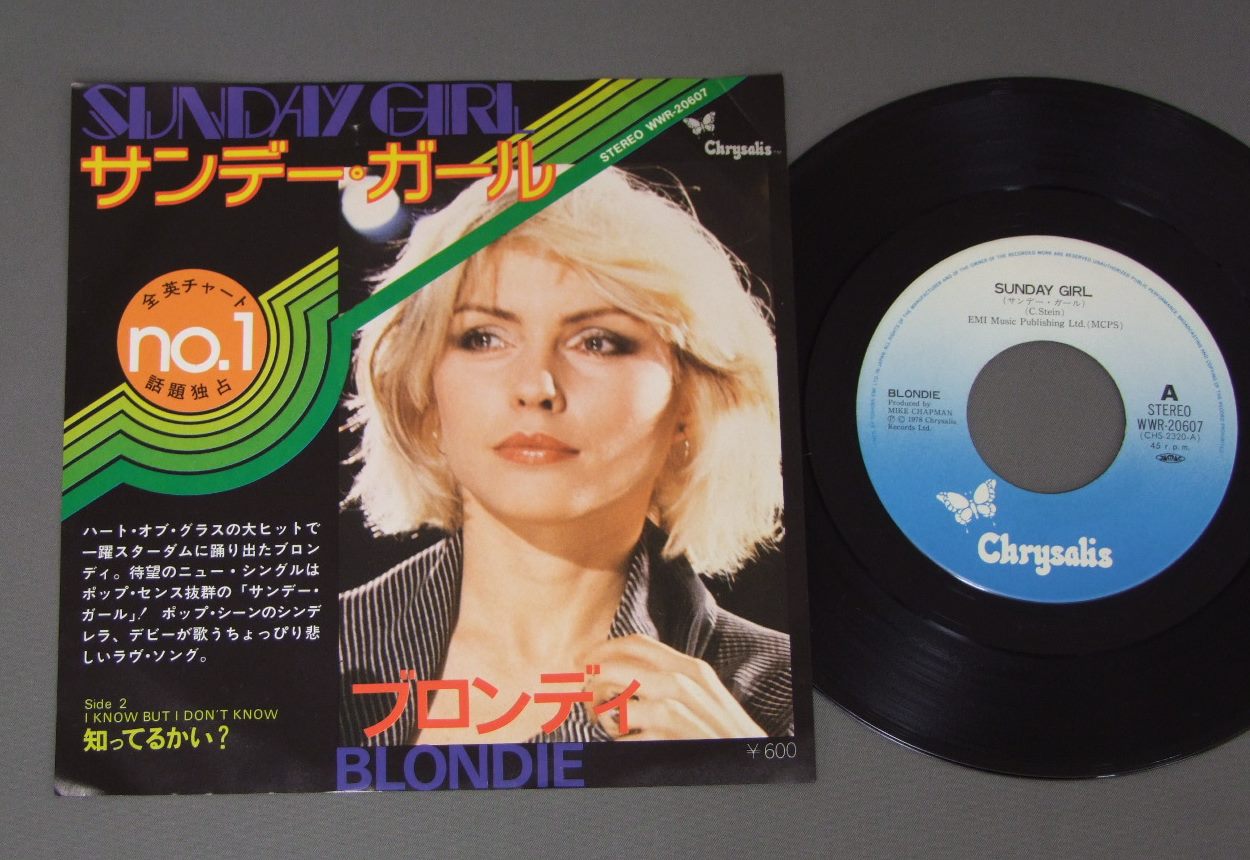 SUNDAY GIRL
サンデー・ガール
STEREO WWR-20607
Chrysalis
全英チャート
no.1
話題独占
ハート・オブ・グラスの大ヒットで
一躍スターダムに踊り出たブロン
ディ。待望のニュー・シングルは
ポップ・センス抜群の「サンデー・
ガール」! ポップ・シーンのシンデ
レラ、デビーが歌うちょっぴり悲
しいラヴ・ソング。
Side 2
I KNOW BUT I DON'T KNOW
知ってるかい?
ブロンディ
BLONDIE
¥600
SUNDAY GIRL
(サンデー・ガール)
(C.Stein)
EMI Music Publishing Ltd.(MCPS)
BLONDIE
Produced by
MIKE CHAPMAN
Ⓟ © 1978 Chrysalis
Records Ltd.
A
STEREO
WWR-20607
(CHS-2320-A)
45 r.p.m.
Chrysalis